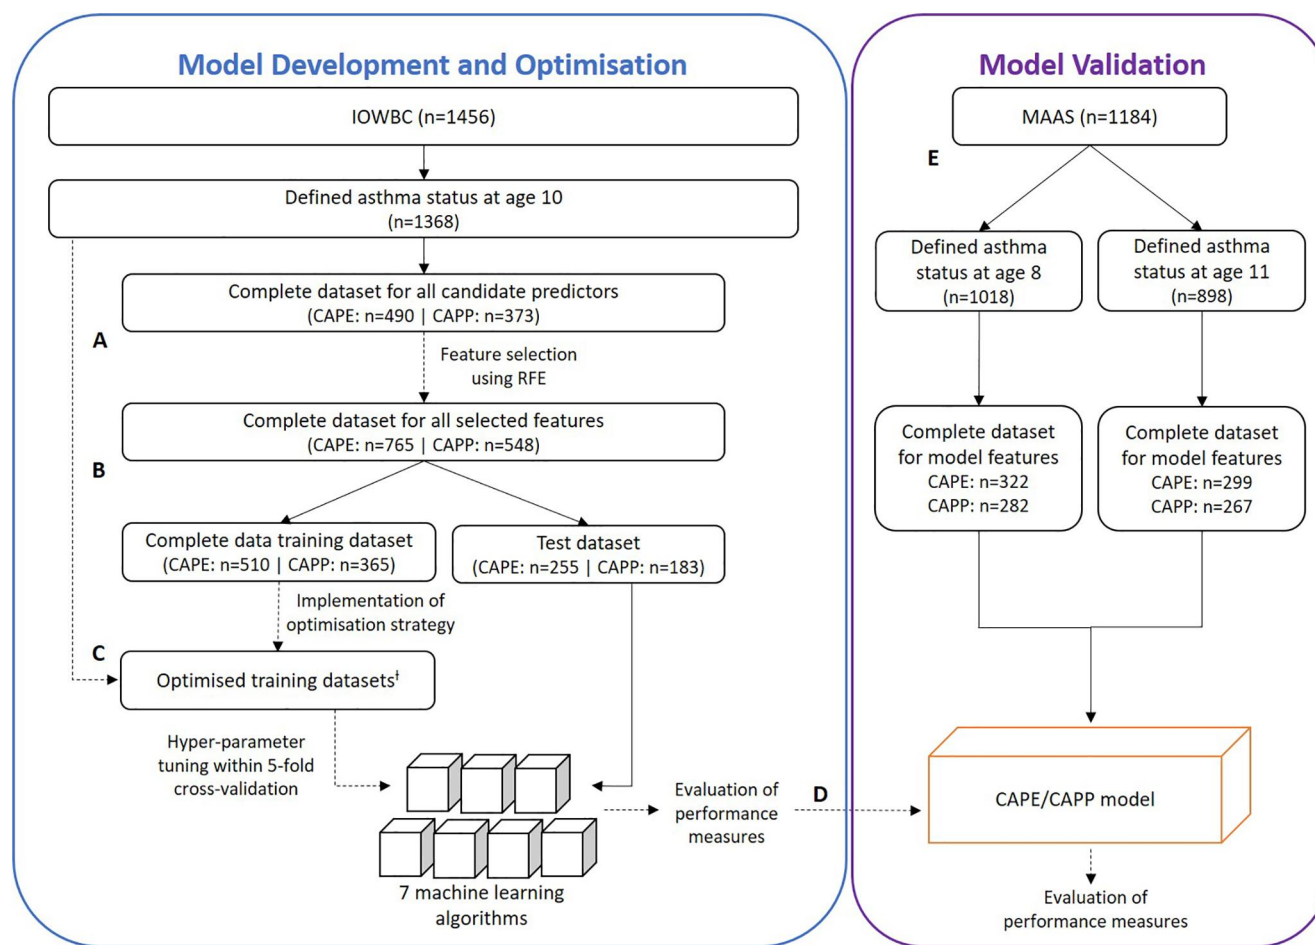 Model Development and Optimisation
IOWBC (n=1456)
Defined asthma status at age 10
(n=1368)
Complete dataset for all candidate predictors
(CAPE: n=490 | CAPP: n=373)
A
Feature selection
using RFE
Complete dataset for all selected features
(CAPE: n=765 | CAPP: n=548)
B
Complete data training dataset
(CAPE: n=510 | CAPP: n=365)
Test dataset
(CAPE: n=255 | CAPP: n=183)
Implementation of
optimisation strategy
C
Optimised training datasetsƗ
Hyper-parameter
tuning within 5-fold
cross-validation
7 machine learning
algorithms
Evaluation of
performance
measures
D
Model Validation
MAAS (n=1184)
E
Defined asthma
status at age 8
(n=1018)
Defined asthma
status at age 11
(n=898)
Complete dataset
for model features
CAPE: n=322
CAPP: n=282
Complete dataset
for model features
CAPE: n=299
CAPP: n=267
CAPE/CAPP model
Evaluation of
performance measures